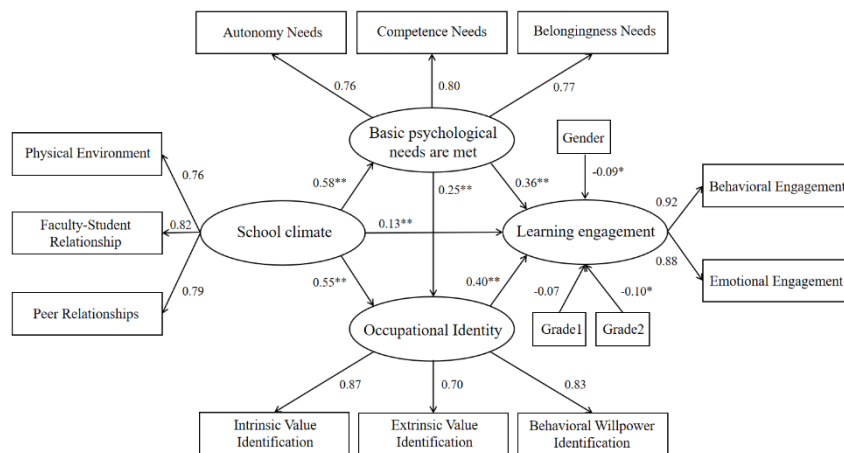 Autonomy Needs
Competence Needs
Belongingness Needs
0.76
0.80
0.77
Basic psychological
needs are met
Gender
Physical Environment
0.76
0.58**
0.25**
0.36**
-0.09*
0.92
Behavioral Engagement
Faculty-Student
Relationship
0.82
School climate
0.13**
Learning engagement
0.88
Emotional Engagement
Peer Relationships
0.79
0.55**
0.40**
-0.07
-0.10*
Occupational Identity
Grade1
Grade2
0.87
0.70
0.83
Intrinsic Value
Identification
Extrinsic Value
Identification
Behavioral Willpower
Identification